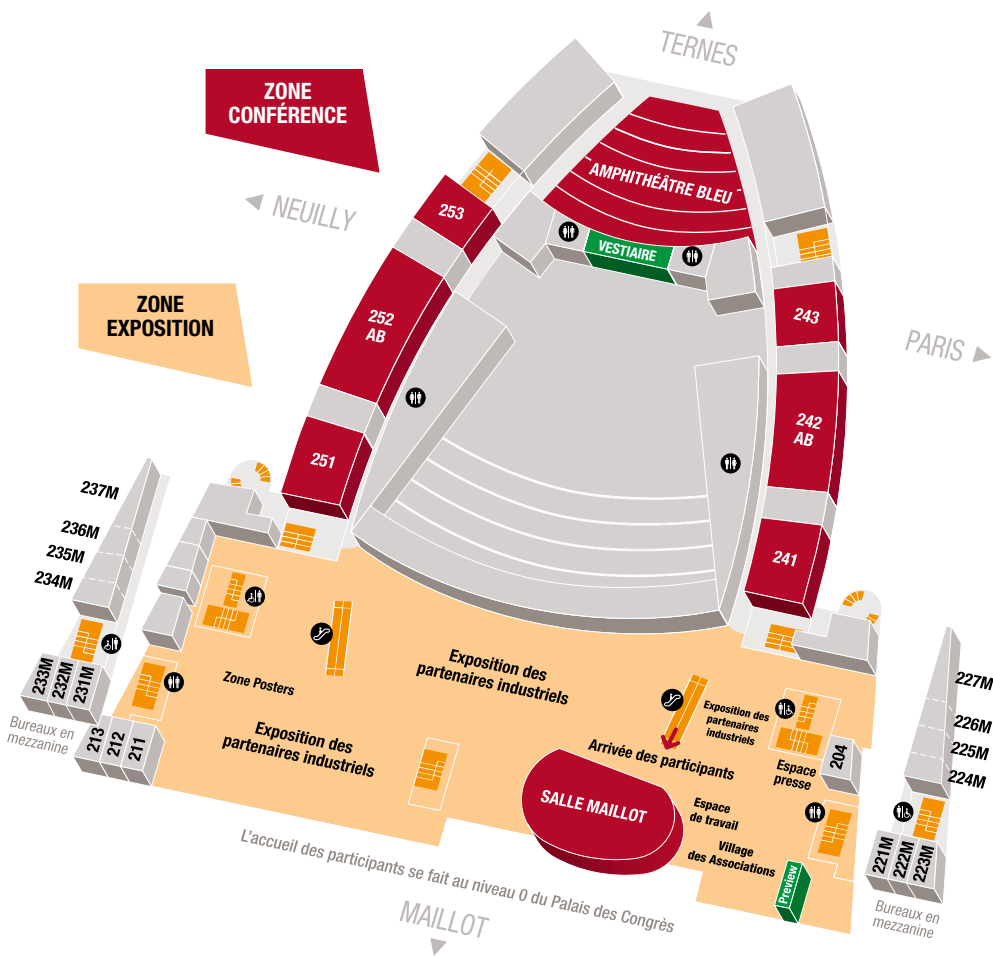 TERNES
ZONE
CONFÉRENCE
AMPHITHÉÂTRE BLEU
NEUILLY
253
VESTIAIRE
ZONE
EXPOSITION
252
AB
243
PARIS
242
AB
251
237M
236M
235M
234M
241
233M
232M
231M
Bureaux en
mezzanine
213
212
211
Zone Posters
Exposition des
partenaires industriels
Exposition des
partenaires industriels
Exposition des
partenaires
industriels
Arrivée des participants
Espace
presse
204
227M
226M
225M
224M
SALLE MAILLOT
Espace
de travail
Village
des Associations
Preview
221M
222M
223M
Bureaux en
mezzanine
L'accueil des participants se fait au niveau 0 du Palais des Congrès
MAILLOT